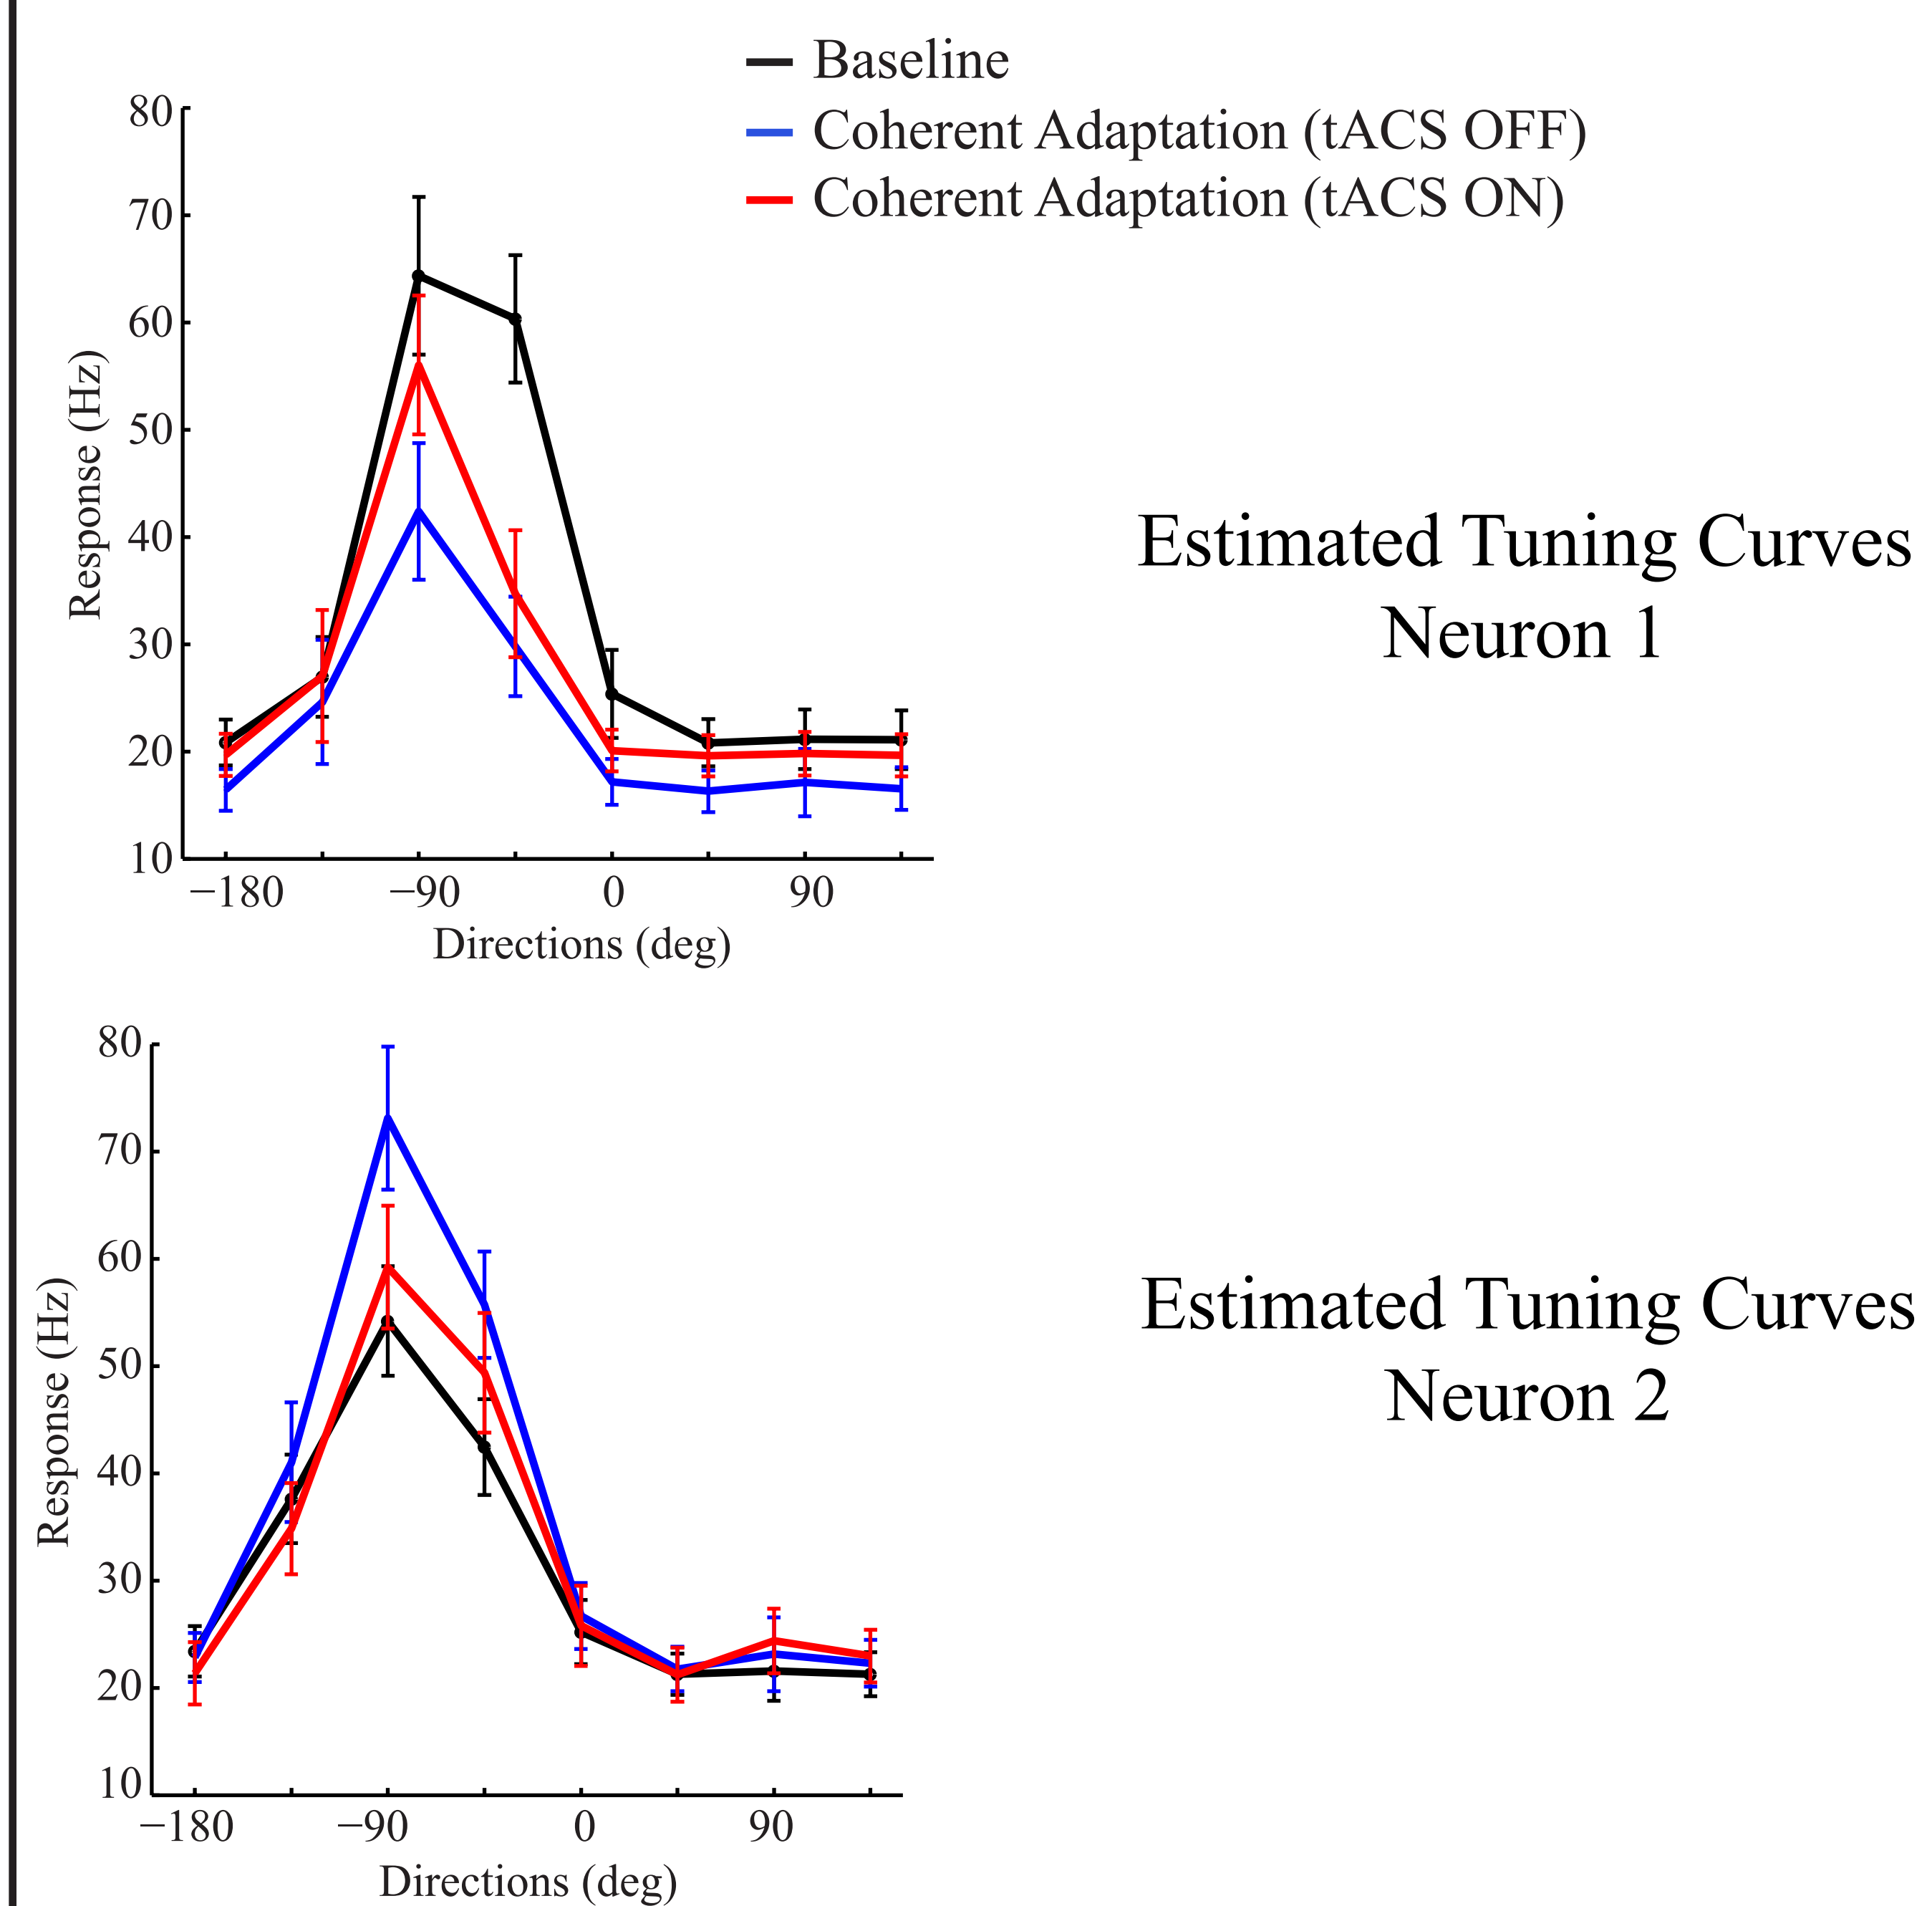 Baseline
Coherent Adaptation (tACS OFF)
Coherent Adaptation (tACS ON)
80
70
60
50
40
30
20
10
Response (Hz)
−180 −90 0 90
Directions (deg)
Estimated Tuning Curves
Neuron 1
80
70
60
50
40
30
20
10
Response (Hz)
−180 −90 0 90
Directions (deg)
Estimated Tuning Curves
Neuron 2